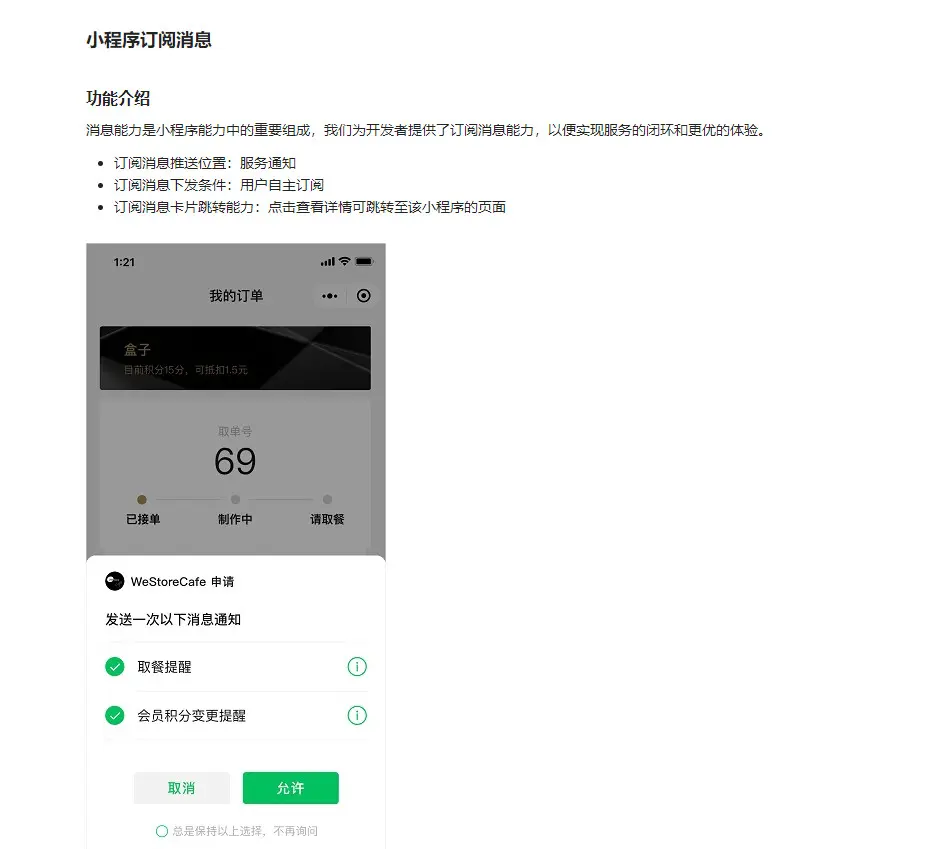 小程序订阅消息
功能介绍
消息能力是小程序能力中的重要组成，我们为开发者提供了订阅消息能力，以便实现服务的闭环和更优的体验。
订阅消息推送位置：服务通知
订阅消息下发条件：用户自主订阅
订阅消息卡片跳转能力：点击查看详情可跳转至该小程序的页面
1:21
我的订单
盒子
目前积分15分，可抵扣1.5元
取单号
69
已接单 制作中 请取餐
WeStoreCafe 申请
发送一次以下消息通知
取餐提醒
会员积分变更提醒
取消 允许
总是保持以上选择，不再询问